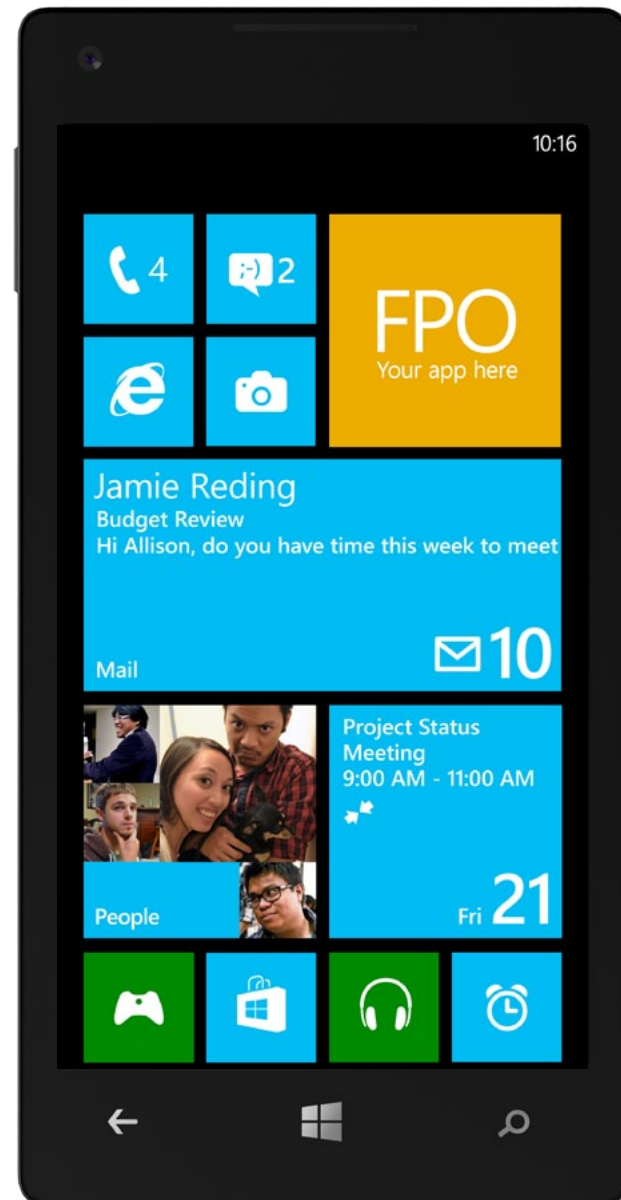 10:16
4
;-) 2
FPO
Your app here
Jamie Reding
Budget Review
Hi Allison, do you have time this week to meet
Mail
10
Project Status
Meeting
9:00 AM - 11:00 AM
People
Fri 21